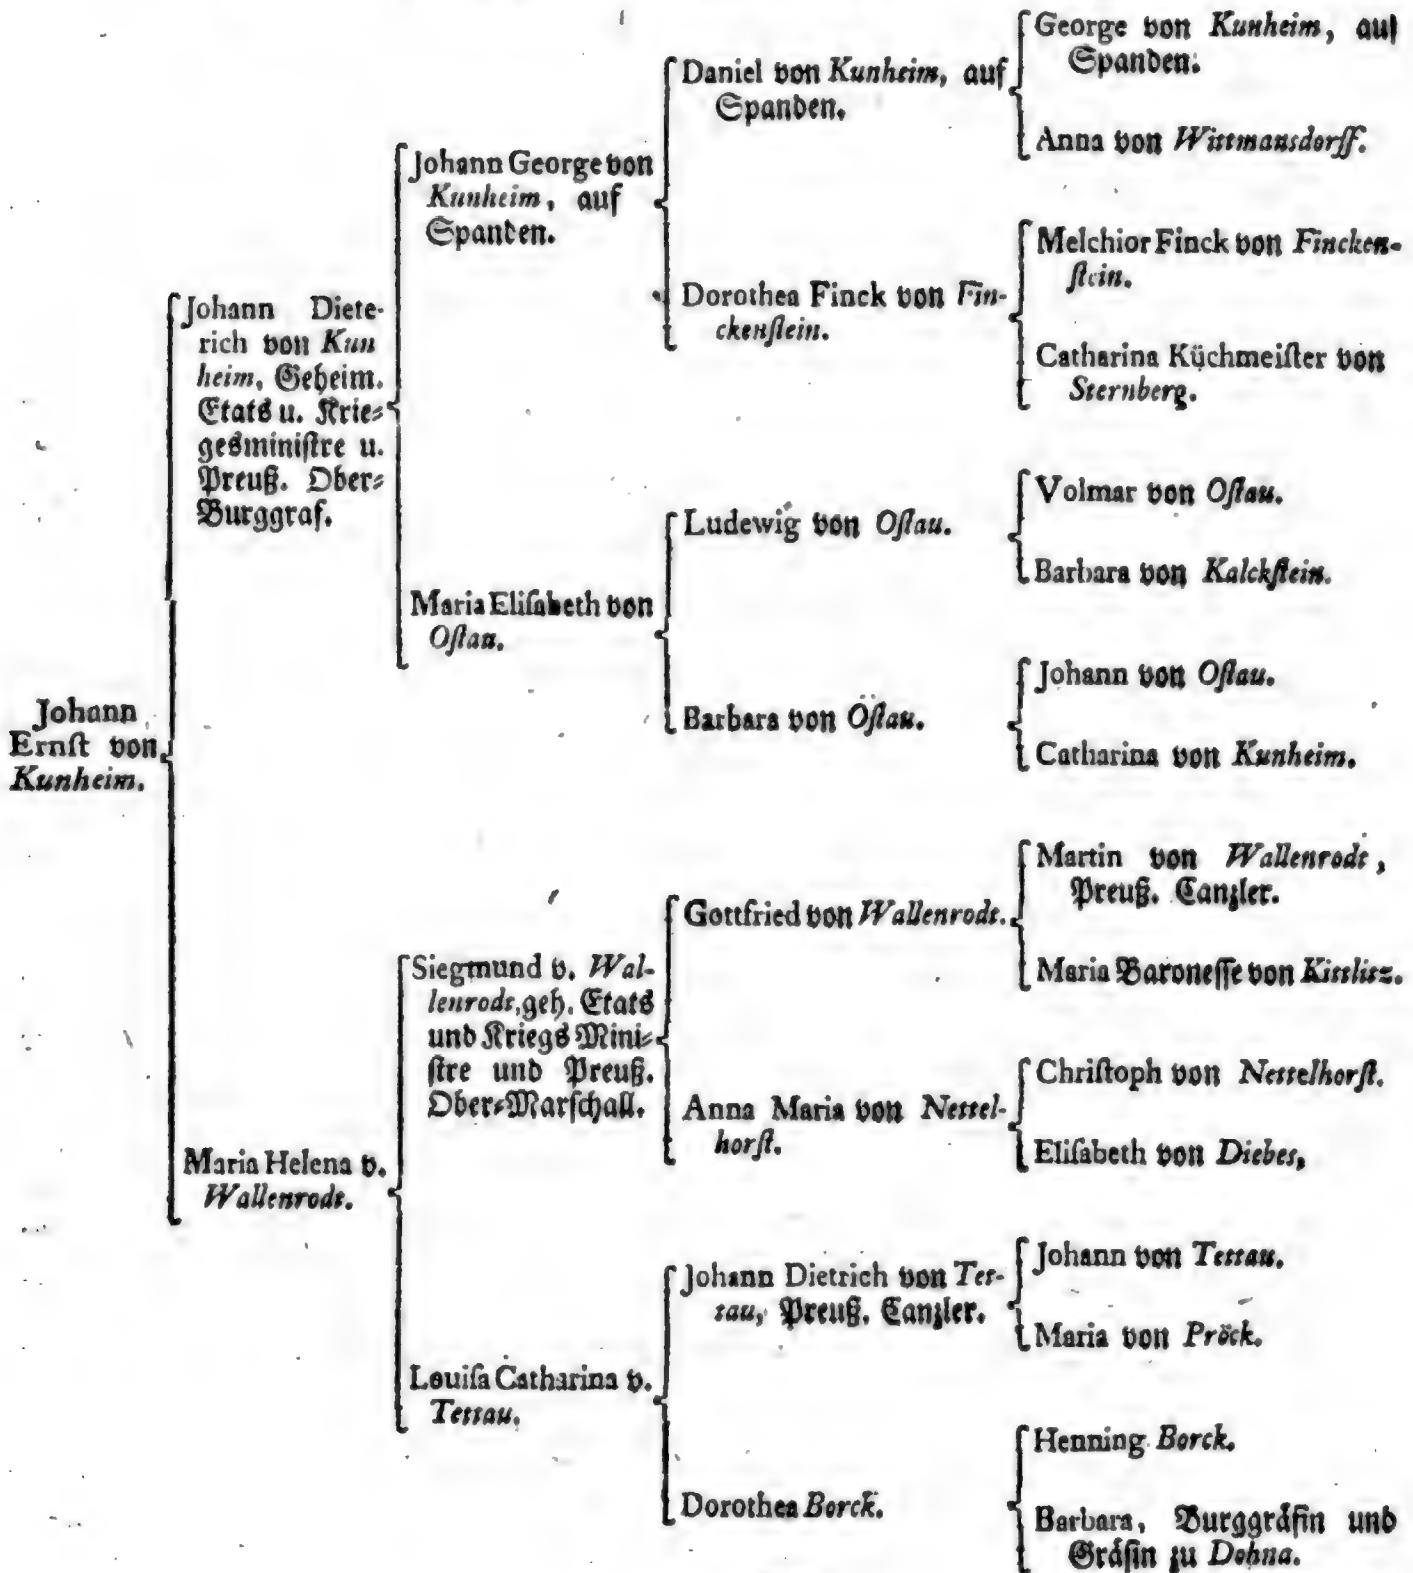 Johann
Ernſt von
Kunheim.
Johann Diete-
rich von Kun
heim, Geheim.
Etats u. Krie-
gesminiſtre u.
Preuß. Ober-
Burggraf.
Maria Helena v.
Wallenrodt.
Johann George von
Kunheim, auf
Spanden.
Maria Eliſabeth von
Oſtau.
Siegmund v. Wal-
lenrodt, geh. Etats
und Kriegs Mini-
ſtre und Preuß.
Ober-Marſchall.
Louiſa Catharina v.
Tettau.
Daniel von Kunheim, auf
Spanden.
Dorothea Finck von Fin-
ckenſtein.
Ludewig von Oſtau.
Barbara von Oſtau.
Gottfried von Wallenrodt.
Anna Maria von Nettel-
horſt.
Johann Dietrich von Tet-
tau, Preuß. Canzler.
Dorothea Borck.
George von Kunheim, auf
Spanden.
Anna von Wittmansdorff.
Melchior Finck von Fincken-
ſtein.
Catharina Küchmeiſter von
Sternberg.
Volmar von Oſtau.
Barbara von Kalckſtein.
Johann von Oſtau.
Catharina von Kunheim.
Martin von Wallenrodt,
Preuß. Canzler.
Maria Baroneſſe von Kittlitz.
Chriſtoph von Nettelhorſt.
Eliſabeth von Diebes,
Johann von Tettau.
Maria von Pröck.
Henning Borck.
Barbara, Burggräfin und
Gräfin zu Dohna.